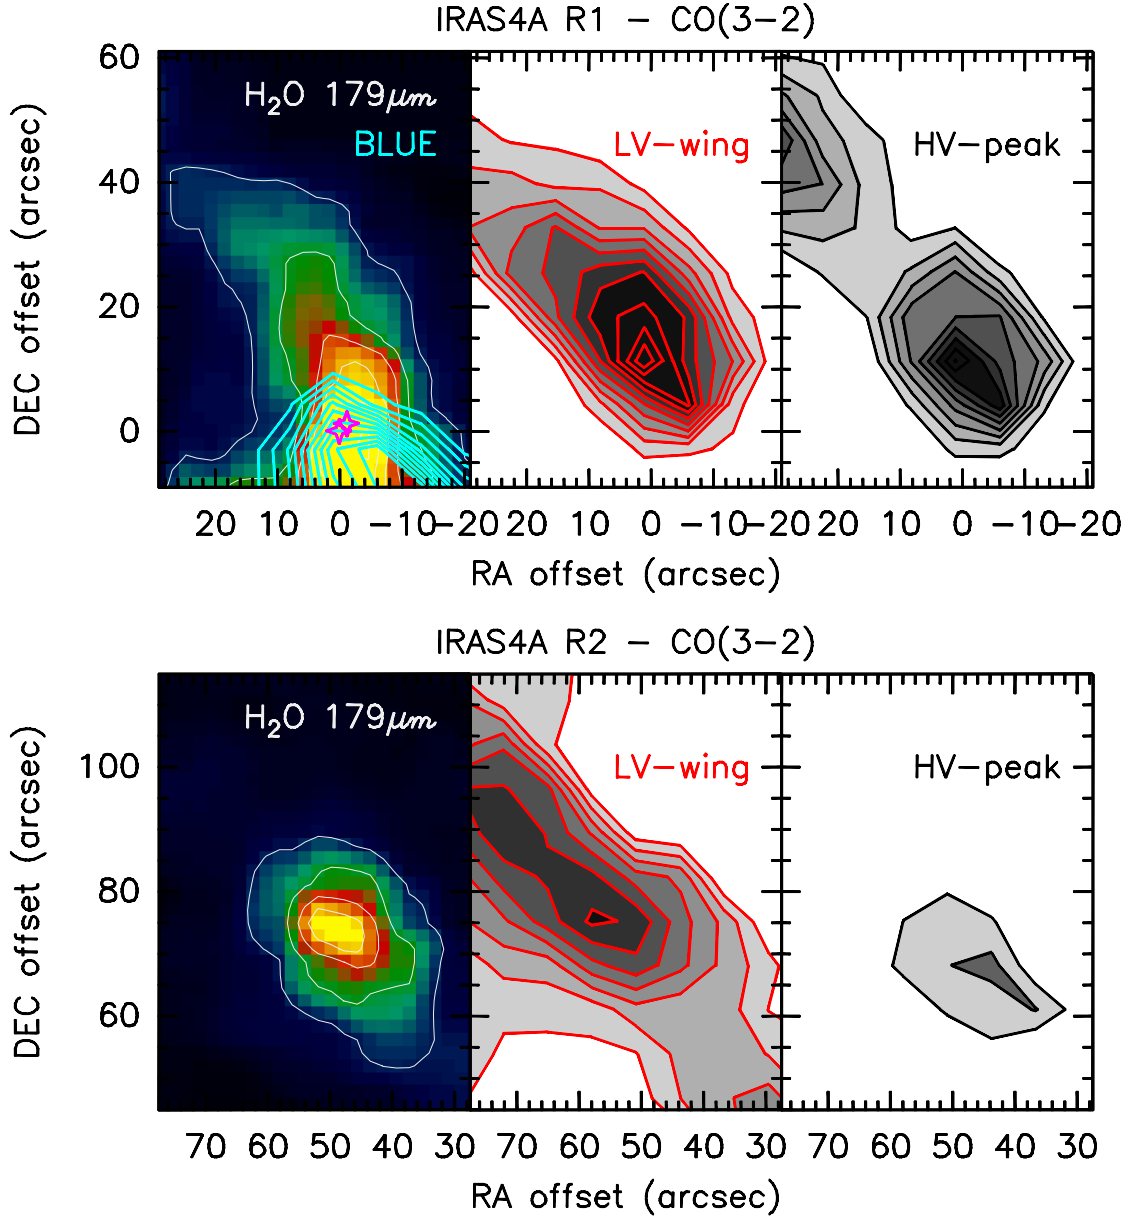 IRAS4A R1 − CO(3−2)
H₂O 179μm
BLUE
LV−wing
HV−peak
60
40
20
0
DEC offset (arcsec)
20 10 0 −10 −20 20 10 0 −10 −20 20 10 0 −10 −20
RA offset (arcsec)
IRAS4A R2 − CO(3−2)
H₂O 179μm
LV−wing
HV−peak
100
80
60
DEC offset (arcsec)
70 60 50 40 30 70 60 50 40 30 70 60 50 40 30
RA offset (arcsec)